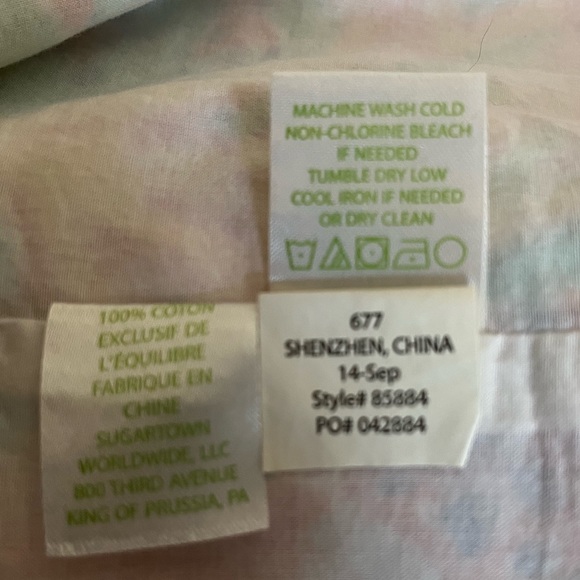 MACHINE WASH COLD
NON-CHLORINE BLEACH
IF NEEDED
TUMBLE DRY LOW
COOL IRON IF NEEDED
OR DRY CLEAN
677
SHENZHEN, CHINA
14-Sep
Style# 85884
PO# 042884
100% COTON
EXCLUSIF DE
L'ÉQUILIBRE
FABRIQUE EN
CHINE
SUGARTOWN
WORLDWIDE, LLC
800 THIRD AVENUE
KING OF PRUSSIA, PA